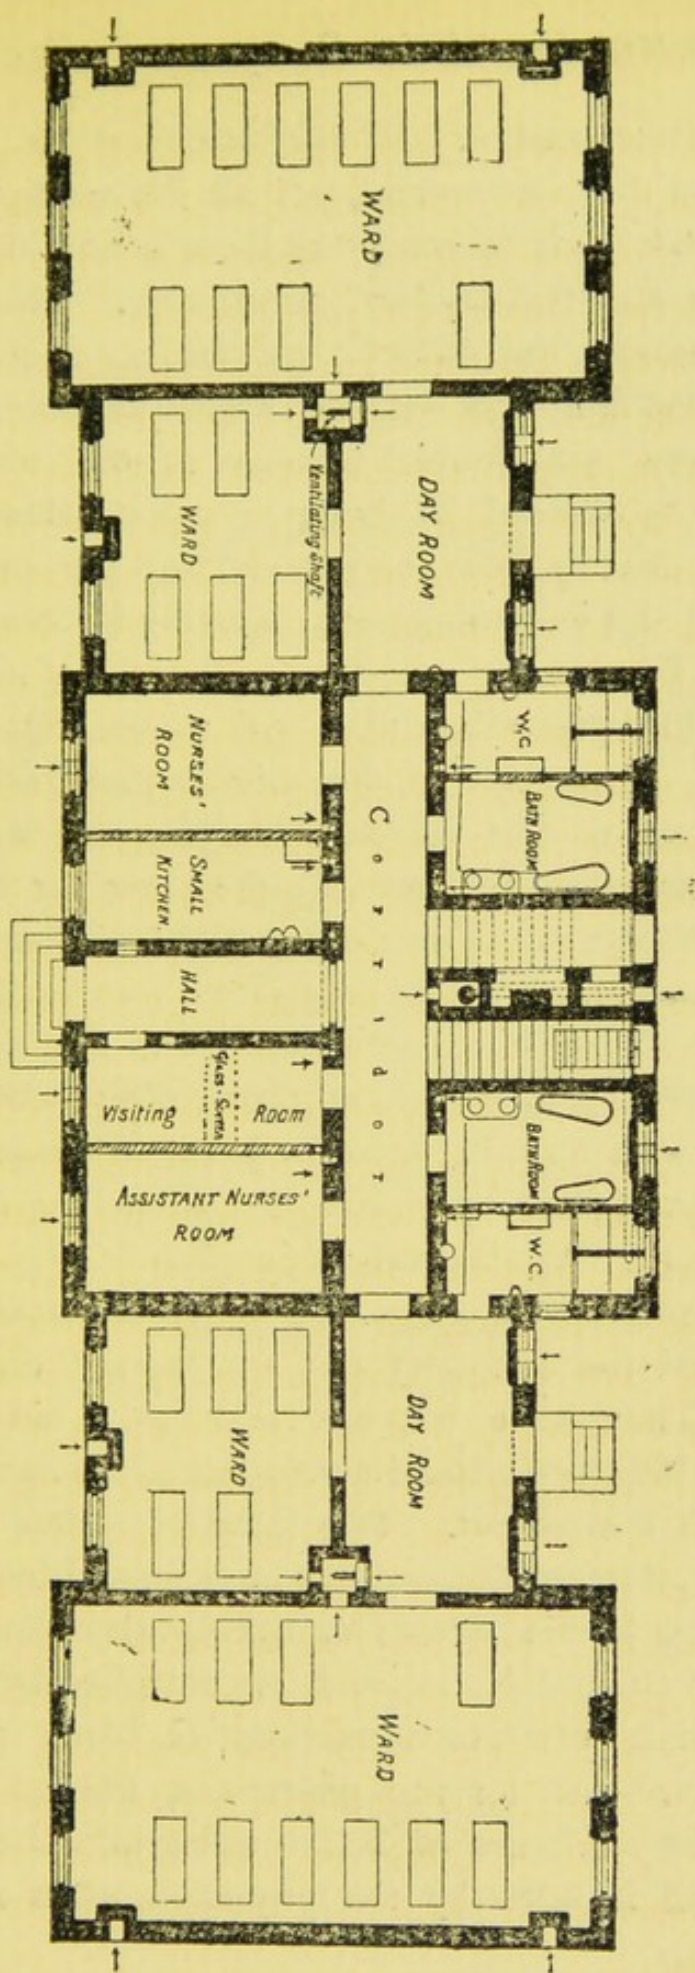 WARD
WARD
Ventilating Shaft
DAY ROOM
NURSES'
ROOM
SMALL
KITCHEN.
HALL
Visiting Room
Glass-Screen
ASSISTANT NURSES'
ROOM
Corridor
W.C.
BATH ROOM
BATH ROOM
W.C.
WARD
DAY ROOM
WARD